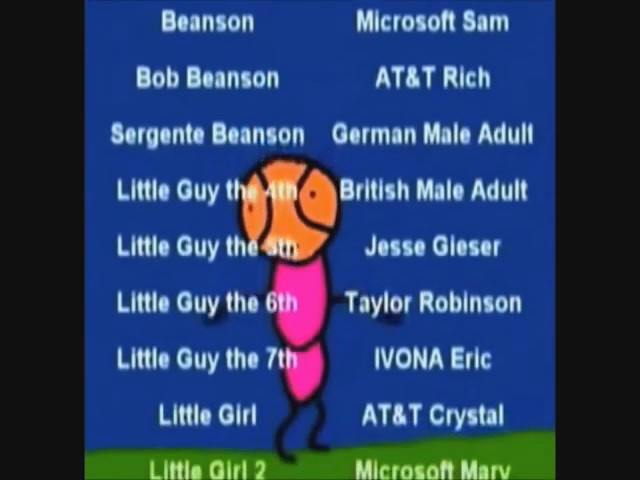 Beanson Microsoft Sam
Bob Beanson AT&T Rich
Sergente Beanson German Male Adult
Little Guy the 4th British Male Adult
Little Guy the 5th Jesse Gieser
Little Guy the 6th Taylor Robinson
Little Guy the 7th IVONA Eric
Little Girl AT&T Crystal
Little Girl 2 Microsoft Mary